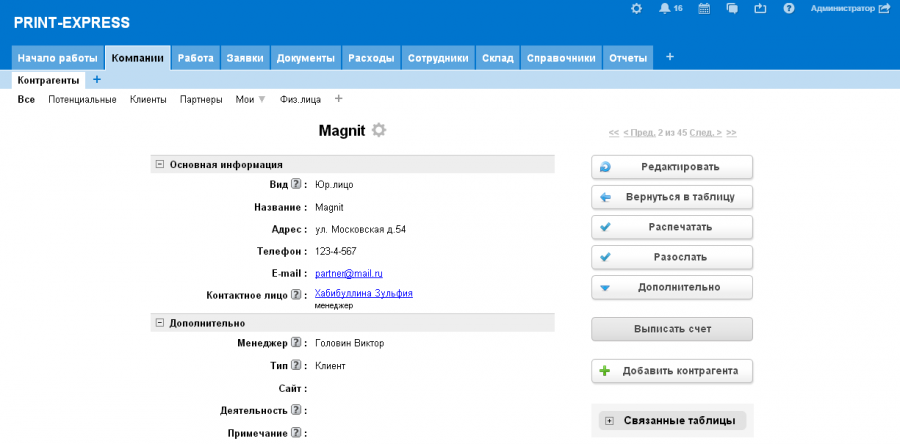 PRINT-EXPRESS
16 Администратор
Начало работы Компании Работа Заявки Документы Расходы Сотрудники Склад Справочники Отчеты +
Контрагенты +
Все Потенциальные Клиенты Партнеры Мои Физ.лица +
Magnit
<< < Пред. 2 из 45 След. > >>
Основная информация
Вид ? : Юр.лицо
Название : Magnit
Адрес : ул. Московская д.54
Телефон : 123-4-567
E-mail : partner@mail.ru
Контактное лицо ? : Хабибуллина Зульфия
менеджер
Дополнительно
Менеджер ? : Головин Виктор
Тип ? : Клиент
Сайт :
Деятельность ? :
Примечание ? :
Редактировать
Вернуться в таблицу
Распечатать
Разослать
Дополнительно
Выписать счет
Добавить контрагента
Связанные таблицы